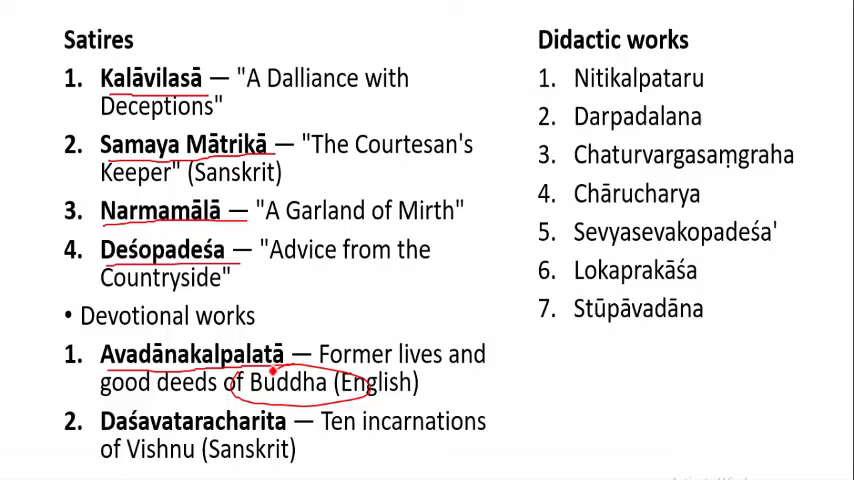 Satires
1. Kalāvilasā — "A Dalliance with
Deceptions"
2. Samaya Mātrikā — "The Courtesan's
Keeper" (Sanskrit)
3. Narmamālā — "A Garland of Mirth"
4. Deśopadeśa — "Advice from the
Countryside"
• Devotional works
1. Avadānakalpalatā — Former lives and
good deeds of Buddha (English)
2. Daśavataracharita — Ten incarnations
of Vishnu (Sanskrit)
Didactic works
1. Nitikalpataru
2. Darpadalana
3. Chaturvargasaṃgraha
4. Chārucharya
5. Sevyasevakopadeśa'
6. Lokaprakāśa
7. Stūpāvadāna